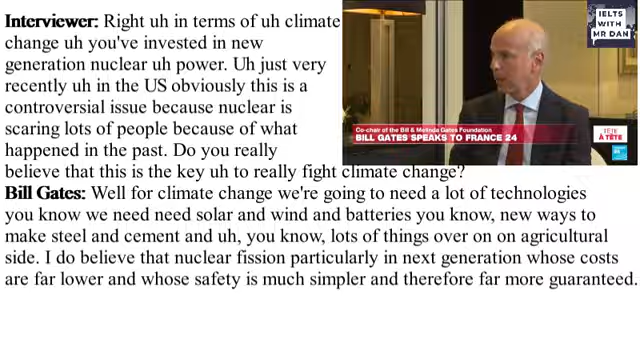 Interviewer: Right uh in terms of uh climate
change uh you've invested in new
generation nuclear uh power. Uh just very
recently uh in the US obviously this is a
controversial issue because nuclear is
scaring lots of people because of what
happened in the past. Do you really
believe that this is the key uh to really fight climate change?
Bill Gates: Well for climate change we're going to need a lot of technologies
you know we need need solar and wind and batteries you know, new ways to
make steel and cement and uh, you know, lots of things over on on agricultural
side. I do believe that nuclear fission particularly in next generation whose costs
are far lower and whose safety is much simpler and therefore far more guaranteed.
IELTS
WITH
MR DAN
Co-chair of the Bill & Melinda Gates Foundation
BILL GATES SPEAKS TO FRANCE 24
TÊTE
À TÊTE